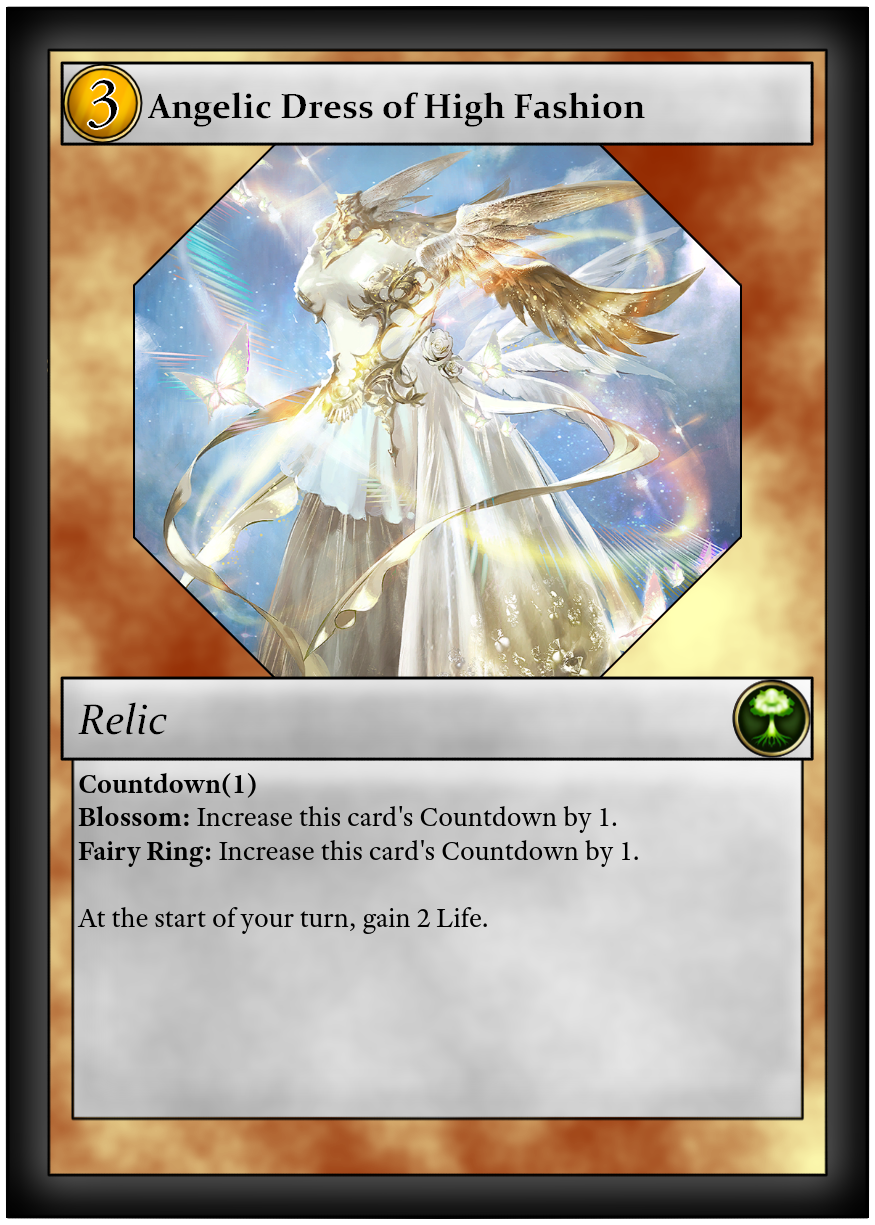 3 Angelic Dress of High Fashion
Relic
Countdown(1)
Blossom: Increase this card's Countdown by 1.
Fairy Ring: Increase this card's Countdown by 1.
At the start of your turn, gain 2 Life.